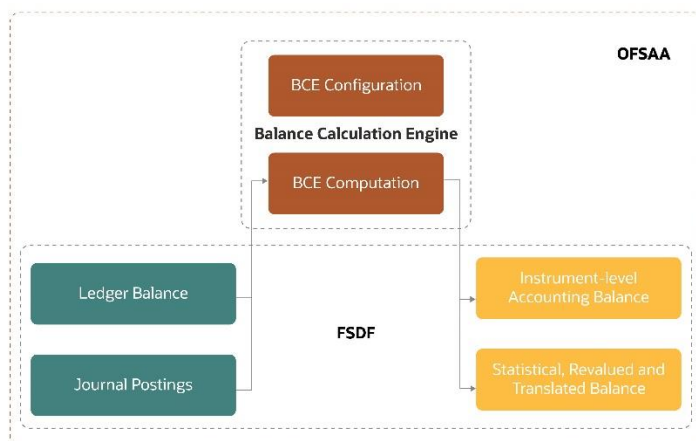 OFSAA
BCE Configuration
Balance Calculation Engine
BCE Computation
Ledger Balance
Instrument-level
Accounting Balance
FSDF
Journal Postings
Statistical, Revalued and
Translated Balance